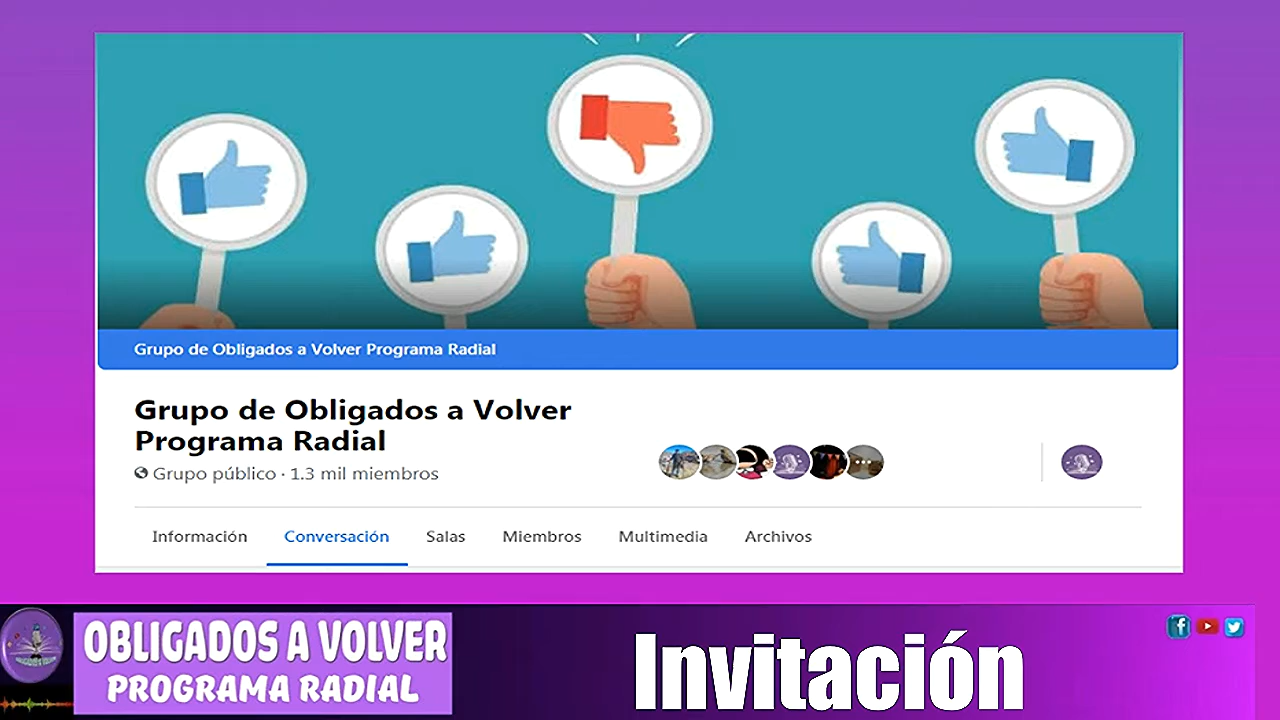 Grupo de Obligados a Volver Programa Radial
Grupo de Obligados a Volver
Programa Radial
Grupo público · 1.3 mil miembros
Información
Conversación
Salas
Miembros
Multimedia
Archivos
OBLIGADOS A VOLVER
PROGRAMA RADIAL
Invitación